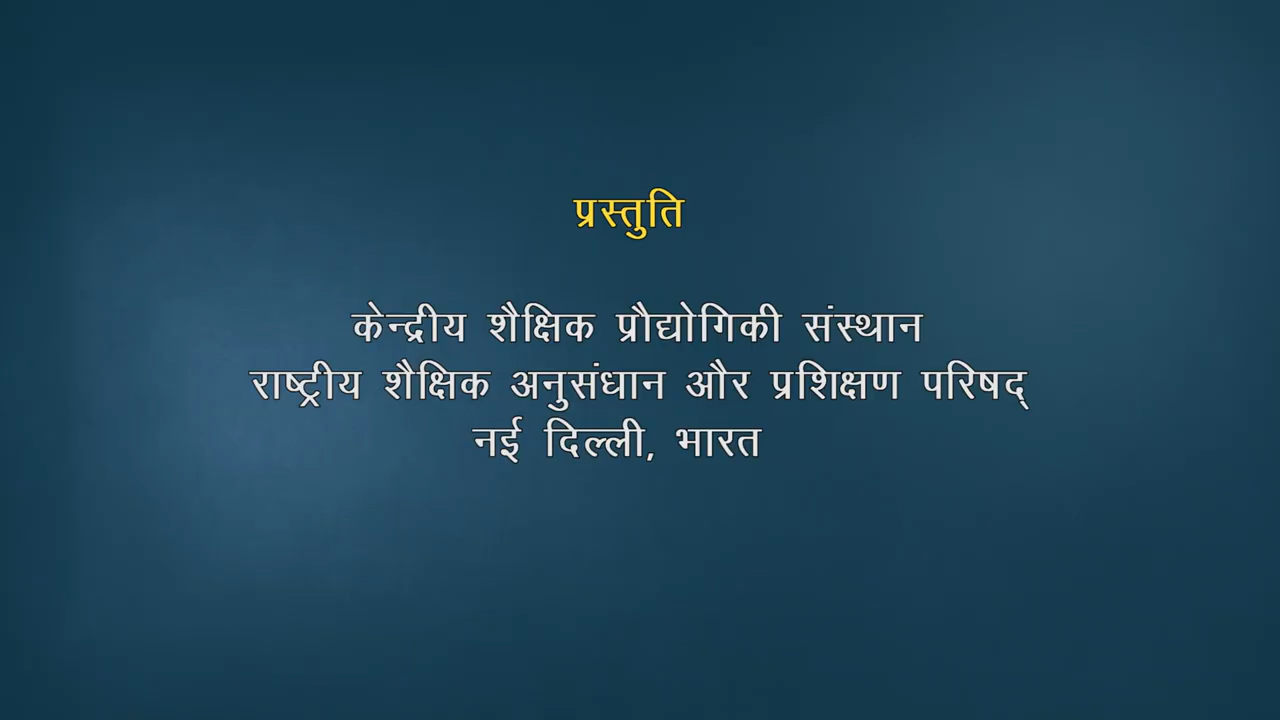 प्रस्तुति
केन्द्रीय शैक्षिक प्रौद्योगिकी संस्थान
राष्ट्रीय शैक्षिक अनुसंधान और प्रशिक्षण परिषद्
नई दिल्ली, भारत